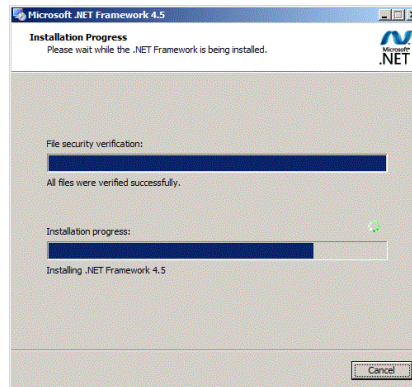 Microsoft .NET Framework 4.5
Installation Progress
Please wait while the .NET Framework is being installed.
Microsoft
.NET
File security verification:
All files were verified successfully.
Installation progress:
Installing .NET Framework 4.5
Cancel